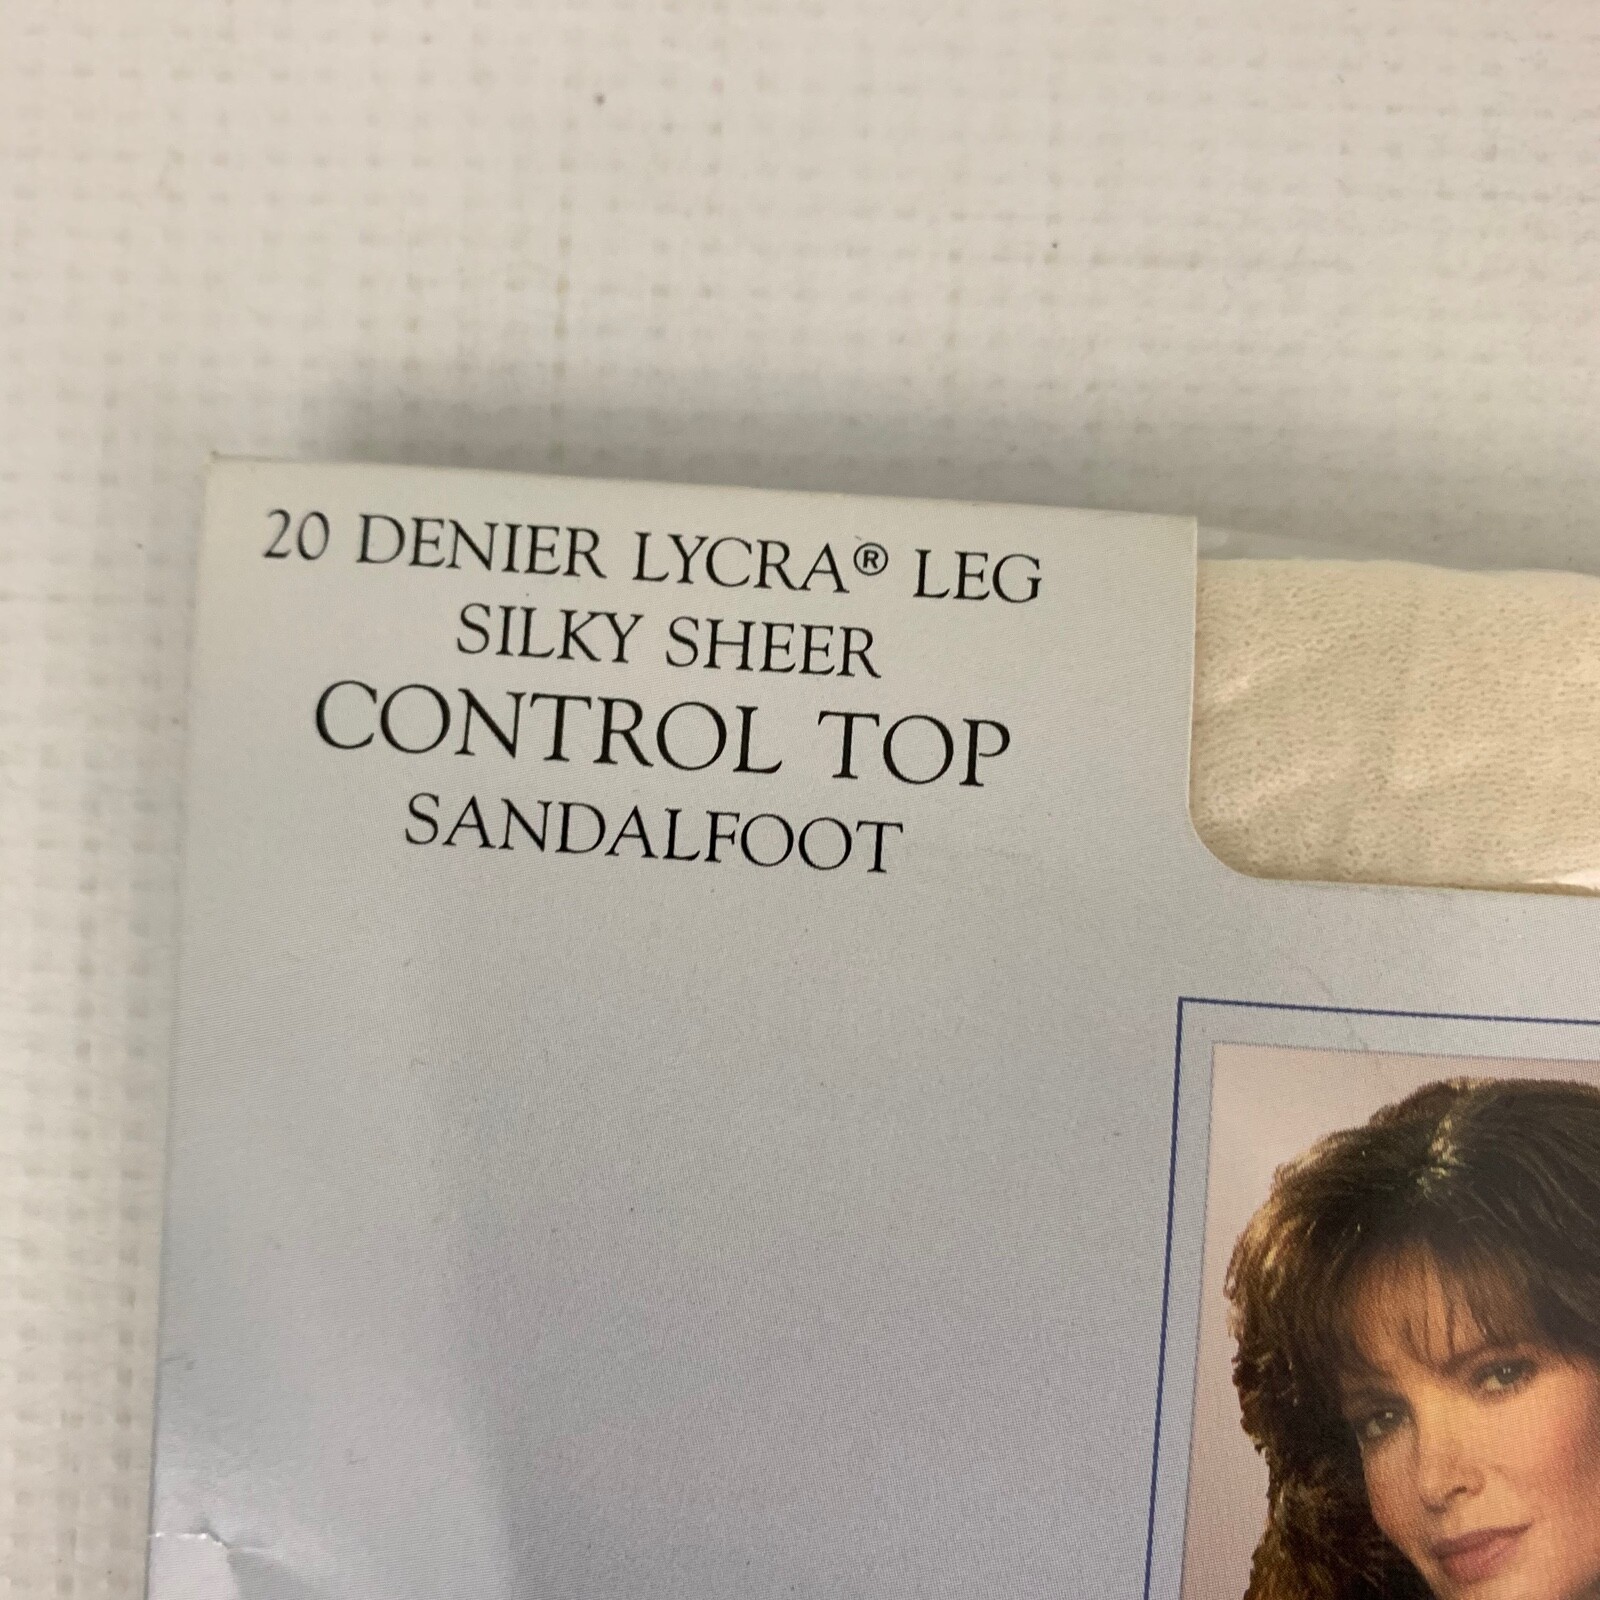 20 DENIER LYCRA® LEG
SILKY SHEER
CONTROL TOP
SANDALFOOT